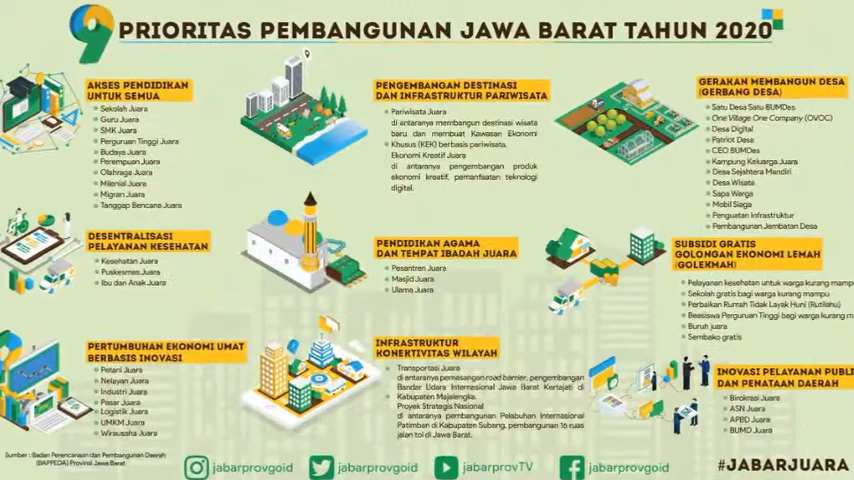 9 PRIORITAS PEMBANGUNAN JAWA BARAT TAHUN 2020
AKSES PENDIDIKAN
UNTUK SEMUA
Sekolah Juara
Guru Juara
SMK Juara
Perguruan Tinggi Juara
Budaya Juara
Perempuan Juara
Olahraga Juara
Milenial Juara
Migran Juara
Tanggap Bencana Juara
DESENTRALISASI
PELAYANAN KESEHATAN
Kesehatan Juara
Puskesmas Juara
Ibu dan Anak Juara
PERTUMBUHAN EKONOMI UMAT
BERBASIS INOVASI
Petani Juara
Nelayan Juara
Industri Juara
Pasar Juara
Logistik Juara
UMKM Juara
Wirausaha Juara
PENGEMBANGAN DESTINASI
DAN INFRASTRUKTUR PARIWISATA
Pariwisata Juara
di antaranya membangun destinasi wisata
baru dan membuat Kawasan Ekonomi
Khusus (KEK) berbasis pariwisata.
Ekonomi Kreatif Juara
di antaranya pengembangan produk
ekonomi kreatif, pemanfaatan teknologi
digital.
PENDIDIKAN AGAMA
DAN TEMPAT IBADAH JUARA
Pesantren Juara
Masjid Juara
Ulama Juara
INFRASTRUKTUR
KONEKTIVITAS WILAYAH
Transportasi Juara
di antaranya pemasangan road barrier, pengembangan
Bandar Udara Internasional Jawa Barat Kertajati di
Kabupaten Majalengka.
Proyek Strategis Nasional
di antaranya pembangunan Pelabuhan Internasional
Patimban di Kabupaten Subang, pembangunan 16 ruas
jalan tol di Jawa Barat.
GERAKAN MEMBANGUN DESA
(GERBANG DESA)
Satu Desa Satu BUMDes
One Village One Company (OVOC)
Desa Digital
Patriot Desa
CEO BUMDes
Kampung Keluarga Juara
Desa Sejahtera Mandiri
Desa Wisata
Sapa Warga
Mobil Siaga
Penguatan Infrastruktur
Pembangunan Jembatan Desa
SUBSIDI GRATIS
GOLONGAN EKONOMI LEMAH
(GOLEKMAH)
Pelayanan kesehatan untuk warga kurang mampu
Sekolah gratis bagi warga kurang mampu
Perbaikan Rumah Tidak Layak Huni (Rutilahu)
Beasiswa Perguruan Tinggi bagi warga kurang m
Buruh juara
Sembako gratis
INOVASI PELAYANAN PUBLI
DAN PENATAAN DAERAH
Birokrasi Juara
ASN Juara
APBD Juara
BUMD Juara
Sumber : Badan Perencanaan dan Pembangunan Daerah
(BAPPEDA) Provinsi Jawa Barat
jabarprovgoid
jabarprovgoid
jabarprovTV
jabarprovgoid
#JABARJUARA